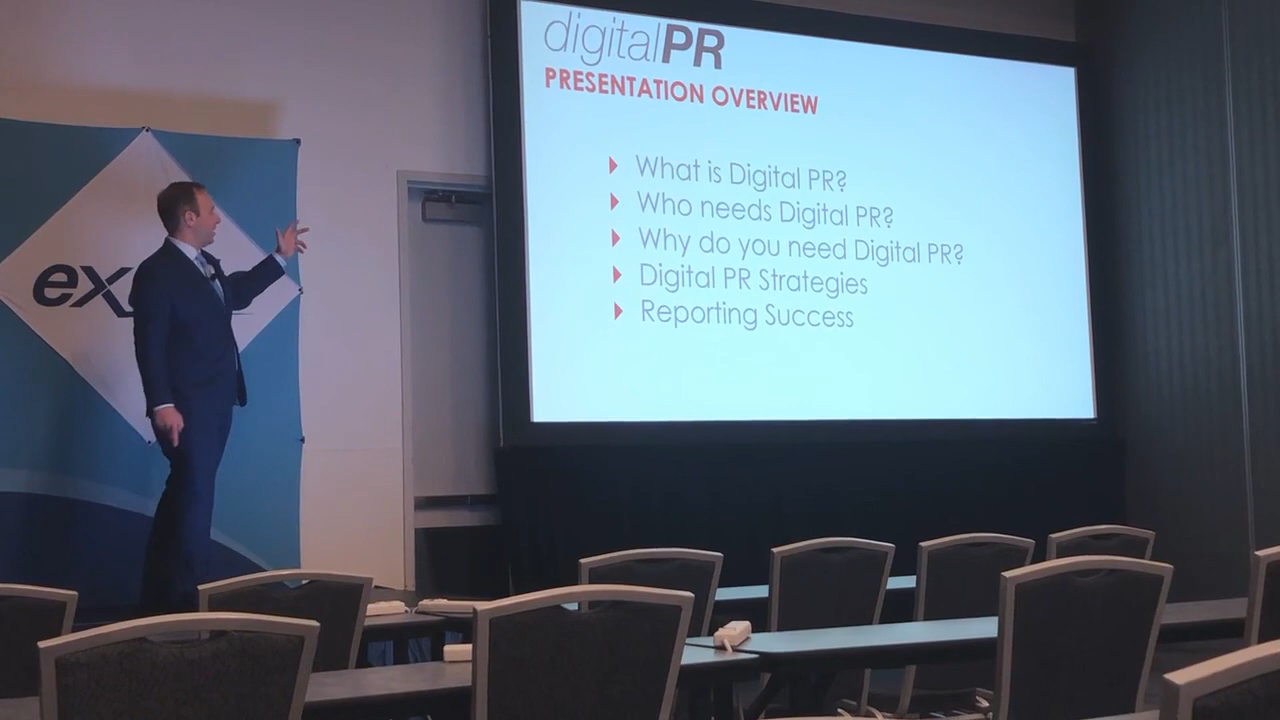 digitalPR
PRESENTATION OVERVIEW
What is Digital PR?
Who needs Digital PR?
Why do you need Digital PR?
Digital PR Strategies
Reporting Success